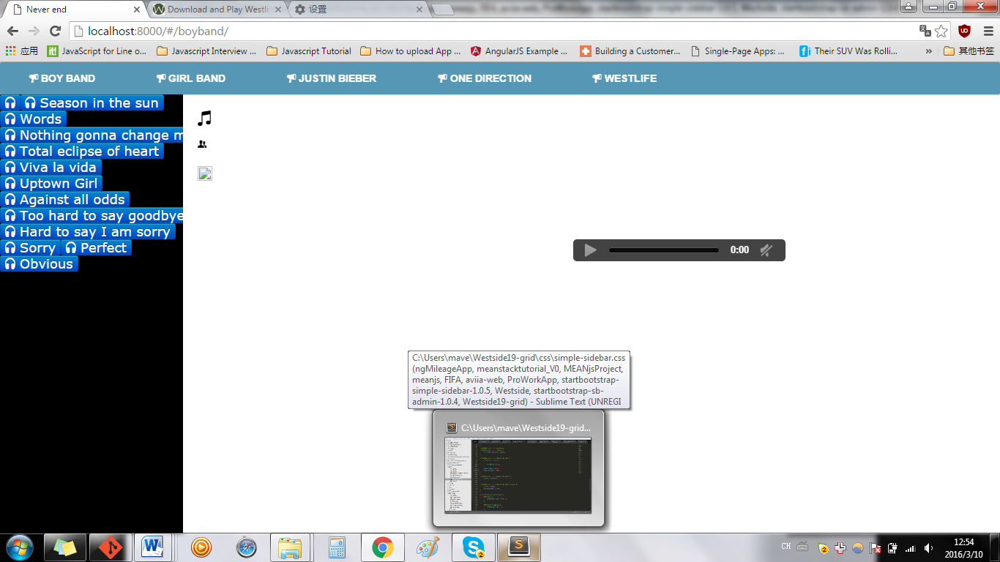 Never end
Download and Play Westli
设置
localhost:8000/#/boyband/
应用
JavaScript for Line o...
Javascript Interview ...
Javascript Tutorial
How to upload App ...
AngularJS Example ...
Building a Customer...
Single-Page Apps: ...
Their SUV Was Rolli...
»
其他书签
BOY BAND
GIRL BAND
JUSTIN BIEBER
ONE DIRECTION
WESTLIFE
Season in the sun
Words
Nothing gonna change m
Total eclipse of heart
Viva la vida
Uptown Girl
Against all odds
Too hard to say goodbye
Hard to say I am sorry
Sorry
Perfect
Obvious
0:00
C:\Users\mave\Westside19-grid\css\simple-sidebar.css
(ngMileageApp, meanstacktutorial_V0, MEANjsProject,
meanjs, FIFA, aviia-web, ProWorkApp, startbootstrap-
simple-sidebar-1.0.5, Westside, startbootstrap-sb-
admin-1.0.4, Westside19-grid) - Sublime Text (UNREGI
C:\Users\mave\Westside19-grid...
CH
12:54
2016/3/10